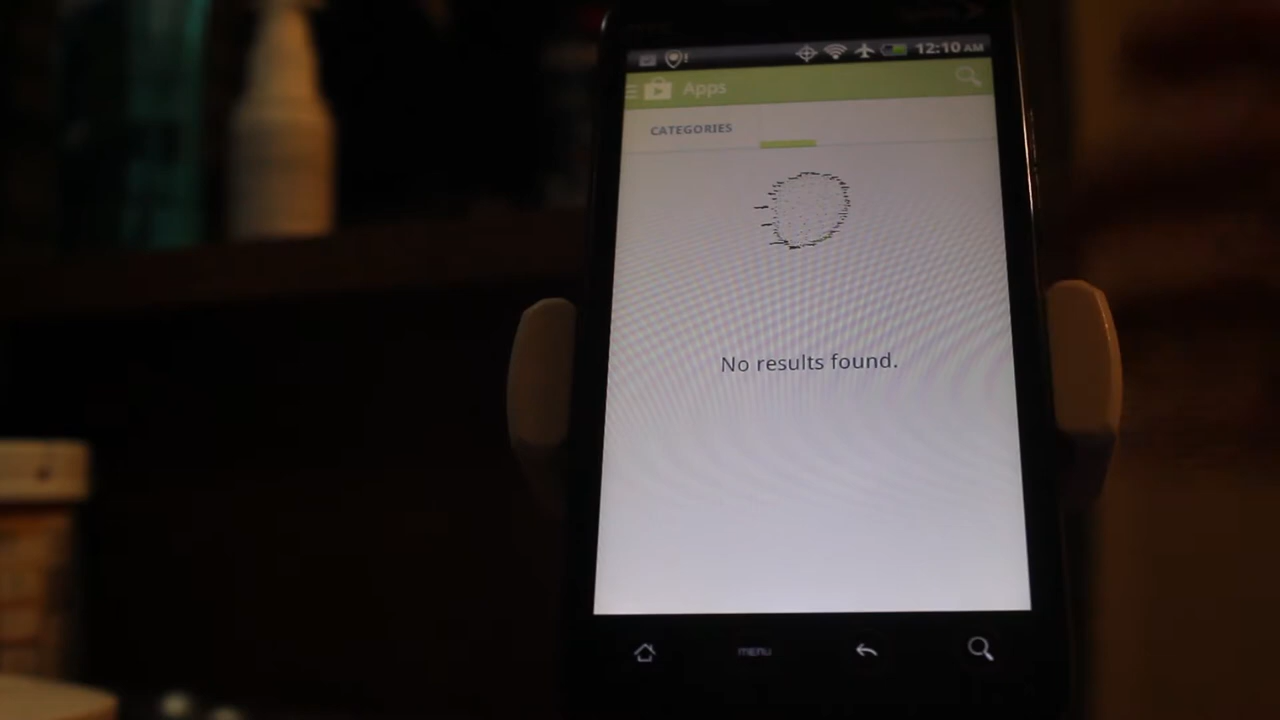 12:10 AM
Apps
CATEGORIES
No results found.
menu